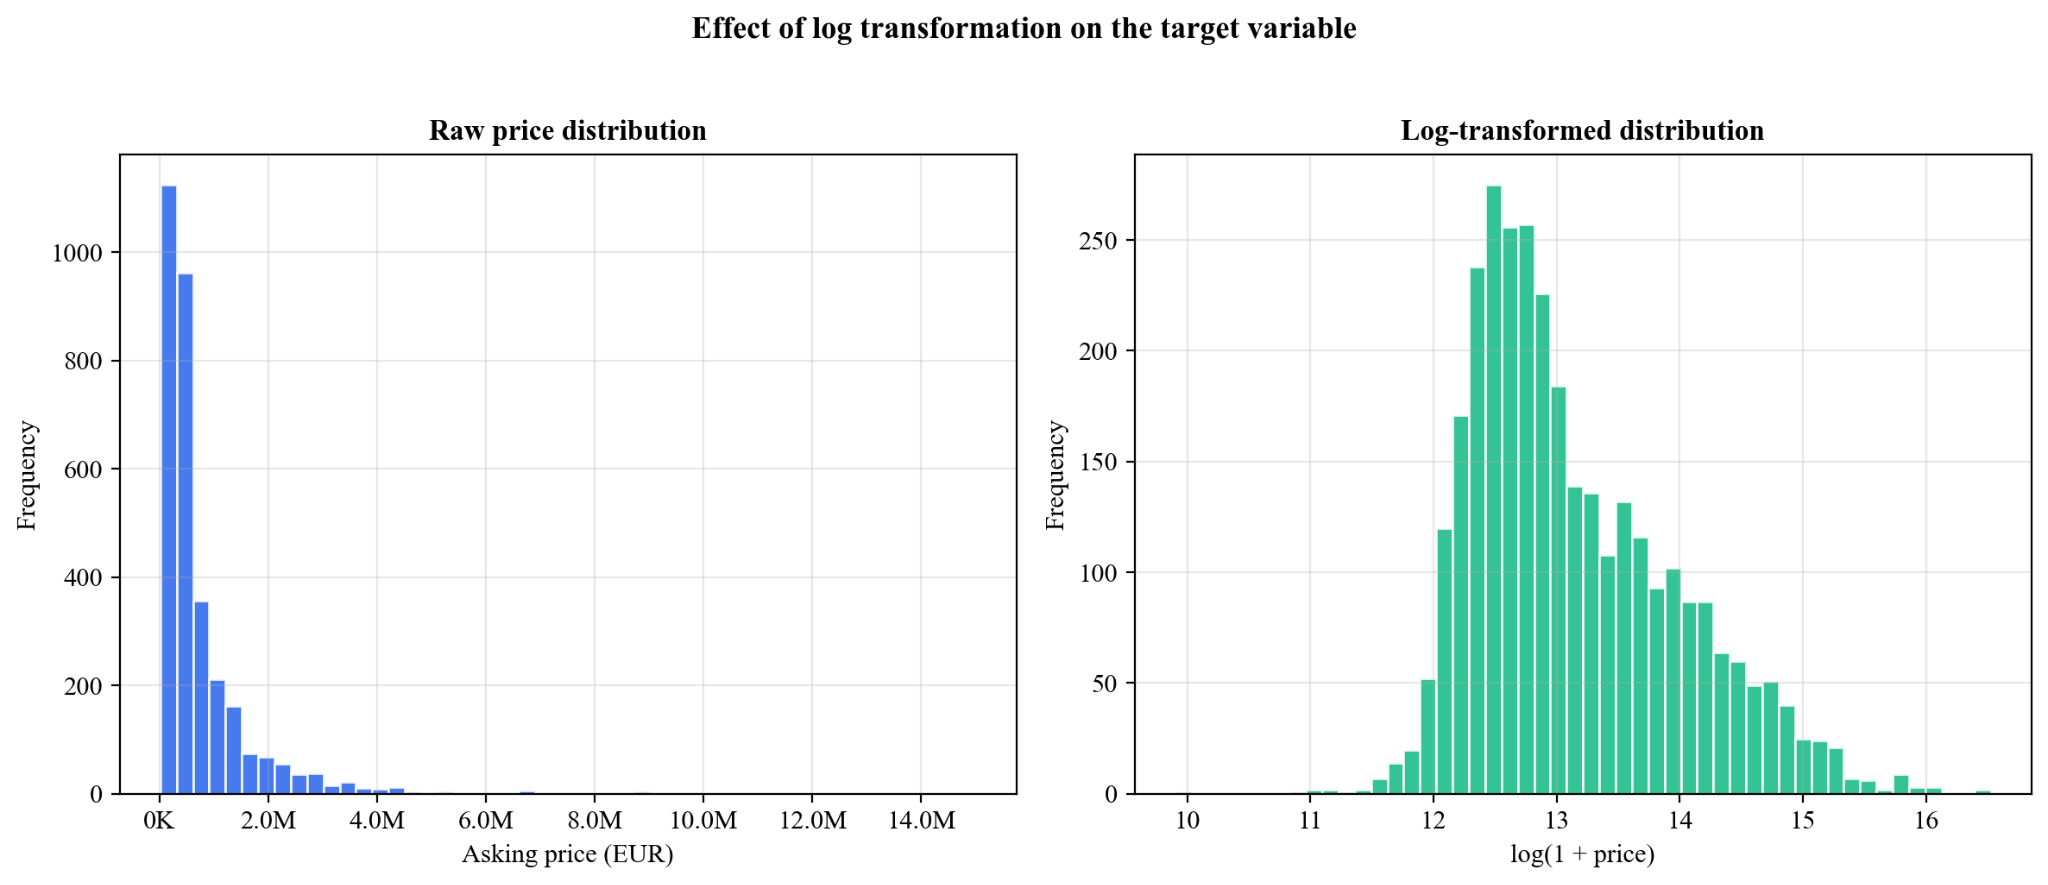 Effect of log transformation on the target variable
Raw price distribution
Frequency
1000
800
600
400
200
0
0K 2.0M 4.0M 6.0M 8.0M 10.0M 12.0M 14.0M
Asking price (EUR)
Log-transformed distribution
Frequency
250
200
150
100
50
0
10 11 12 13 14 15 16
log(1 + price)